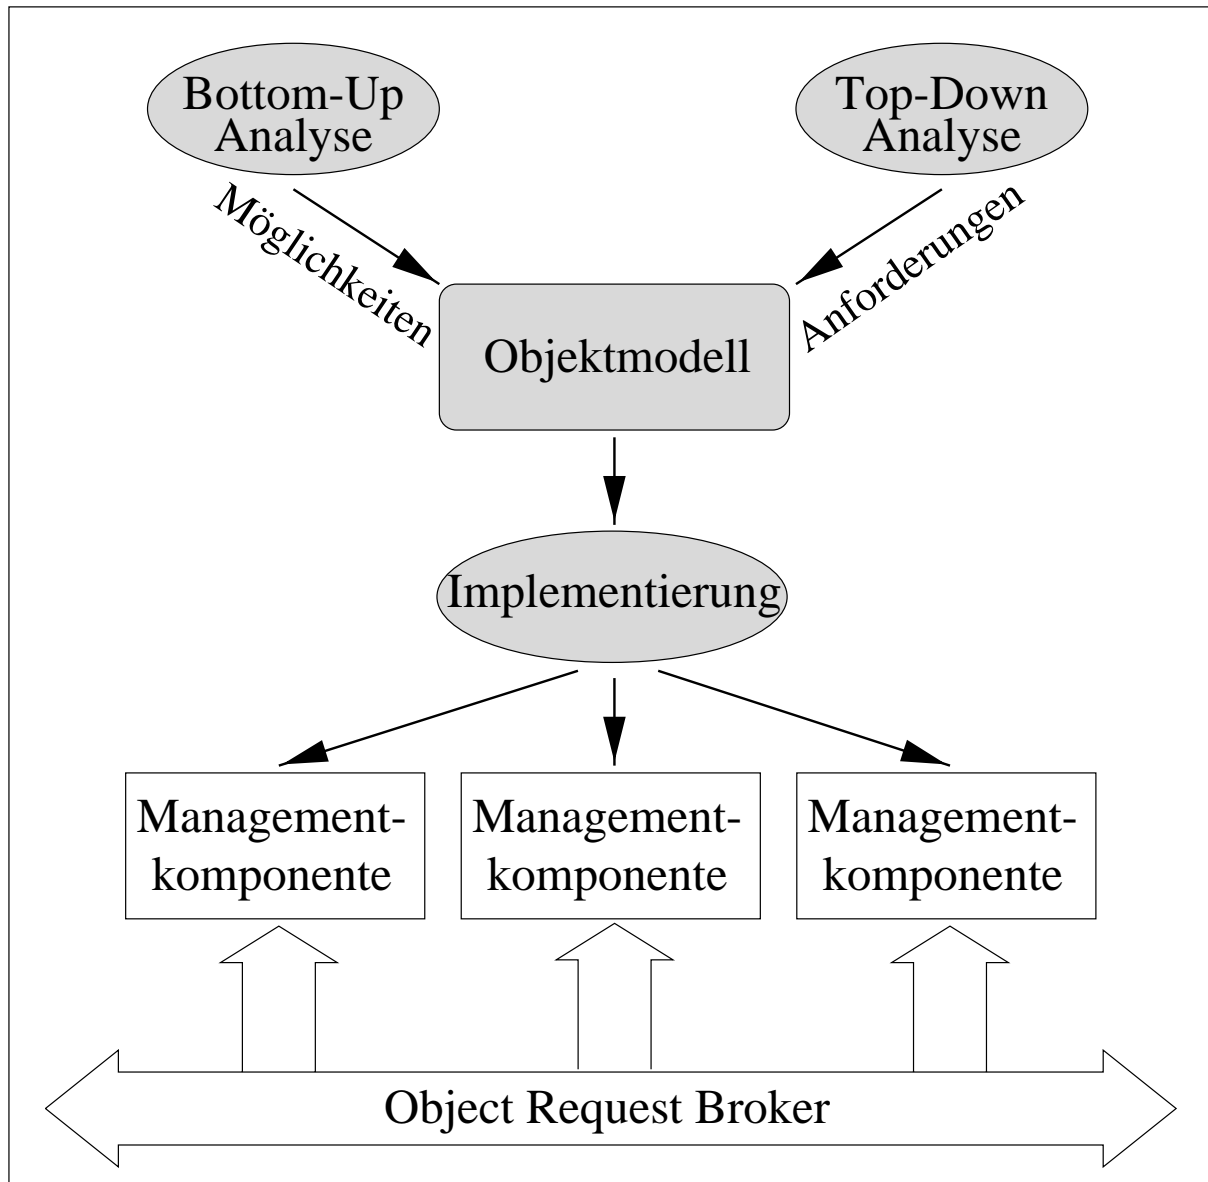 Bottom-Up
Analyse
Top-Down
Analyse
Möglichkeiten
Anforderungen
Objektmodell
Implementierung
Management-
komponente
Management-
komponente
Management-
komponente
Object Request Broker